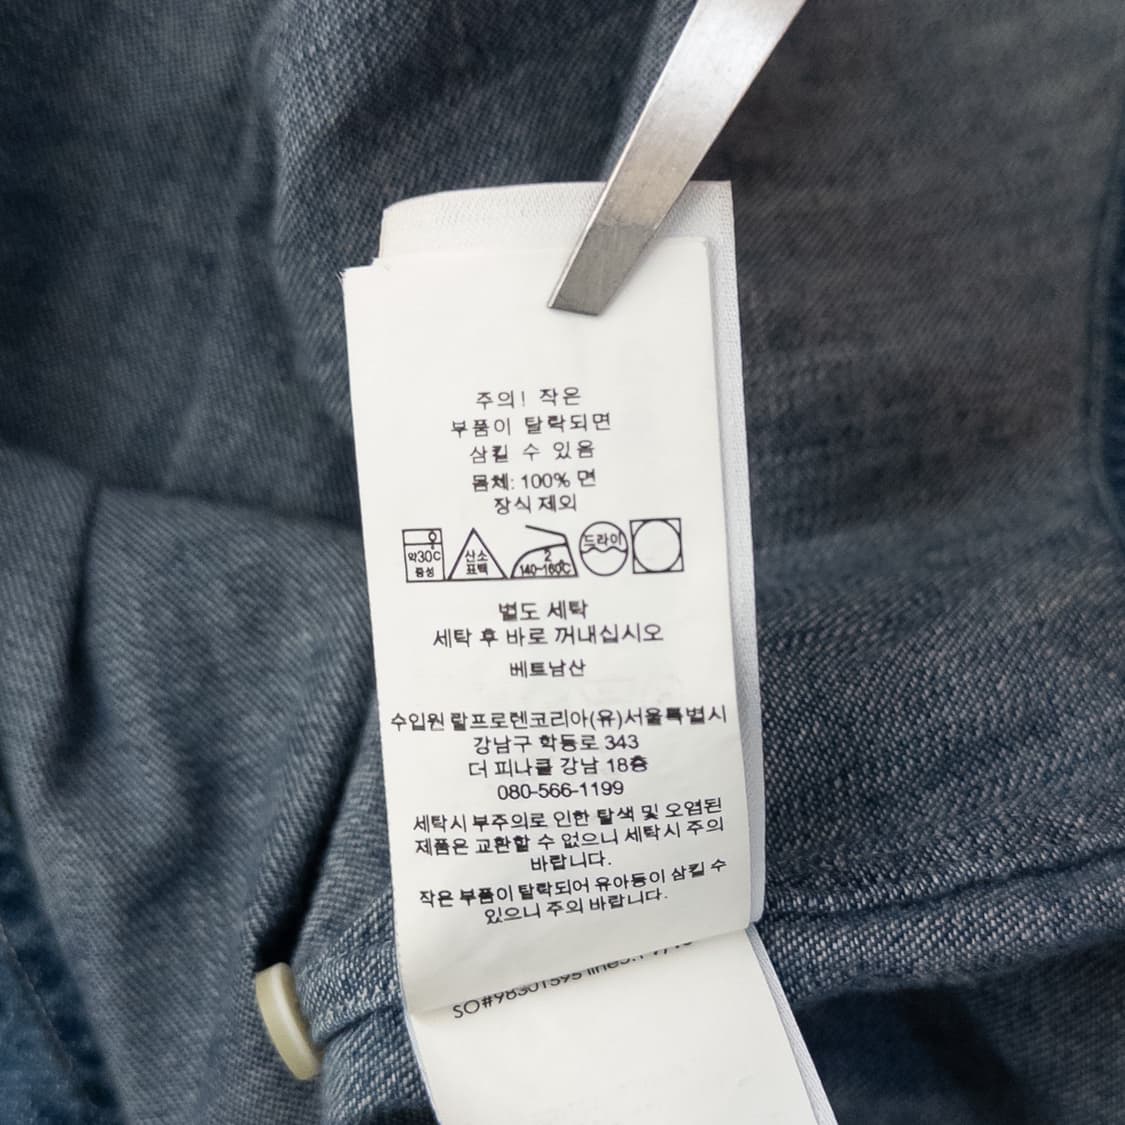 주의! 작은
부품이 탈락되면
삼킬 수 있음
몸체: 100% 면
장식 제외
약30C
중성
산소
표백
2
140~160C
드라이
별도 세탁
세탁 후 바로 꺼내십시오
베트남산
수입원 랄프로렌코리아(유)서울특별시
강남구 학동로 343
더 피나클 강남 18층
080-566-1199
세탁시 부주의로 인한 탈색 및 오염된
제품은 교환할 수 없으니 세탁시 주의
바랍니다.
작은 부품이 탈락되어 유아등이 삼킬 수
있으니 주의 바랍니다.
SO#98301595